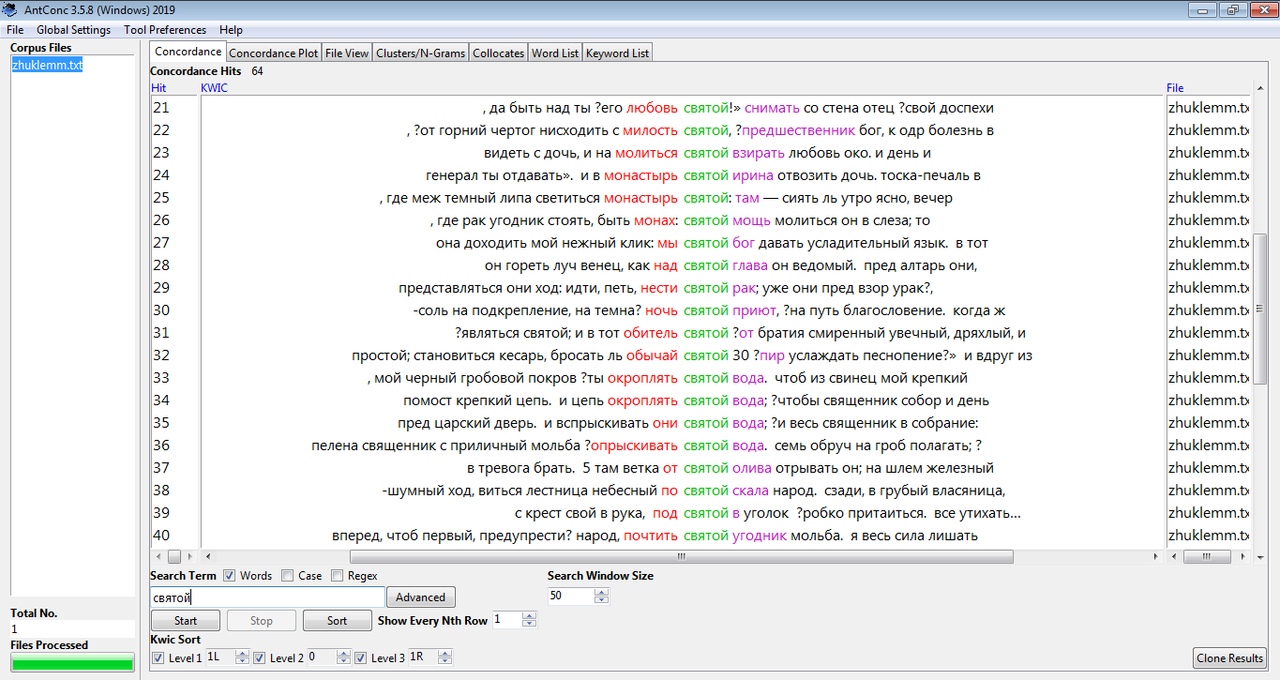 AntConc 3.5.8 (Windows) 2019
File Global Settings Tool Preferences Help
Corpus Files
zhuklemm.txt
Concordance Concordance Plot File View Clusters/N-Grams Collocates Word List Keyword List
Concordance Hits 64
Hit KWIC File
21 , да быть над ты ?его любовь святой!» снимать со стена отец ?свой доспехи zhuklemm.tx
22 , ?от горний чертог нисходить с милость святой, ?предшественник бог, к одр болезнь в zhuklemm.tx
23 видеть с дочь, и на молиться святой взирать любовь око. и день и zhuklemm.tx
24 генерал ты отдавать». и в монастырь святой ирина отвозить дочь. тоска-печаль в zhuklemm.tx
25 , где меж темный липа светиться монастырь святой: там — сиять ль утро ясно, вечер zhuklemm.tx
26 , где рак угодник стоять, быть монах: святой мощь молиться он в слеза; то zhuklemm.tx
27 она доходить мой нежный клик: мы святой бог давать усладительный язык. в тот zhuklemm.tx
28 он гореть луч венец, как над святой глава он ведомый. пред алтарь они, zhuklemm.tx
29 представляться они ход: идти, петь, нести святой рак; уже они пред взор урак?, zhuklemm.tx
30 -соль на подкрепление, на темна? ночь святой приют, ?на путь благословение. когда ж zhuklemm.tx
31 ?являться святой; и в тот обитель святой ?от братия смиренный увечный, дряхлый, и zhuklemm.tx
32 простой; становиться кесарь, бросать ль обычай святой 30 ?пир услаждать песнопение?» и вдруг из zhuklemm.tx
33 , мой черный гробовой покров ?ты окроплять святой вода. чтоб из свинец мой крепкий zhuklemm.tx
34 помост крепкий цепь. и цепь окроплять святой вода; ?чтобы священник собор и день zhuklemm.tx
35 пред царский дверь. и вспрыскивать они святой вода; ?и весь священник в собрание: zhuklemm.tx
36 пелена священник с приличный мольба ?опрыскивать святой вода. семь обруч на гроб полагать; ? zhuklemm.tx
37 в тревога брать. 5 там ветка от святой олива отрывать он; на шлем железный zhuklemm.tx
38 -шумный ход, виться лестница небесный по святой скала народ. сзади, в грубый власяница, zhuklemm.tx
39 с крест свой в рука, под святой в уголок ?робко притаиться. все утихать... zhuklemm.tx
40 вперед, чтоб первый, предупрести? народ, почтить святой угодник мольба. я весь сила лишать zhuklemm.tx
Search Term Words Case Regex Search Window Size
святой Advanced 50
Start Stop Sort Show Every Nth Row 1
Kwic Sort
Level 1 1L Level 2 0 Level 3 1R Clone Results
Total No.
1
Files Processed